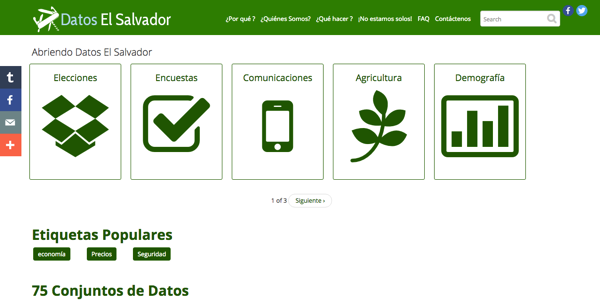 Datos El Salvador
¿Por qué ? ¿Quiénes Somos? ¿Qué hacer ? ¡No estamos solos! FAQ Contáctenos
Search
Abriendo Datos El Salvador
Elecciones
Encuestas
Comunicaciones
Agricultura
Demografía
1 of 3 Siguiente ›
Etiquetas Populares
economía Precios Seguridad
75 Conjuntos de Datos